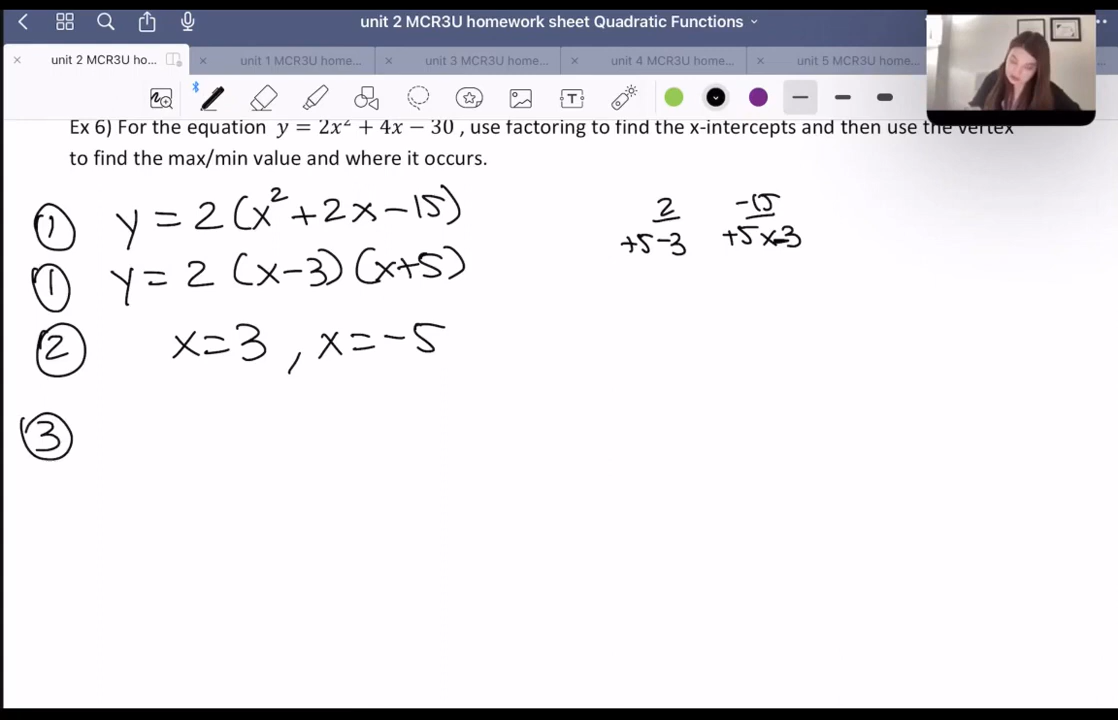 unit 2 MCR3U homework sheet Quadratic Functions
unit 2 MCR3U ho...
unit 1 MCR3U home...
unit 3 MCR3U home...
unit 4 MCR3U home...
unit 5 MCR3U home...
Ex 6) For the equation y = 2x² + 4x − 30 , use factoring to find the x-intercepts and then use the vertex
to find the max/min value and where it occurs.
① y = 2(x²+2x−15)
2 -15
+5-3 +5x-3
① y = 2 (x−3)(x+5)
② x=3 , x=−5
③